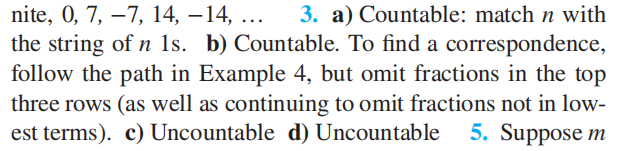 nite, 0, 7, −7, 14, −14, … 3. a) Countable: match n with
the string of n 1s. b) Countable. To find a correspondence,
follow the path in Example 4, but omit fractions in the top
three rows (as well as continuing to omit fractions not in low-
est terms). c) Uncountable d) Uncountable 5. Suppose m